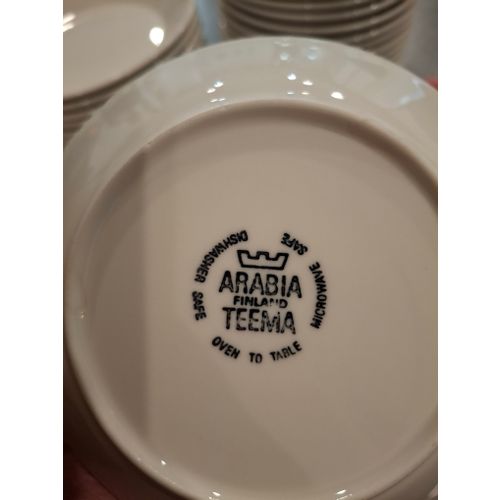 ARABIA
FINLAND
TEEMA
DISHWASHER SAFE
OVEN TO TABLE
MICROWAVE SAFE